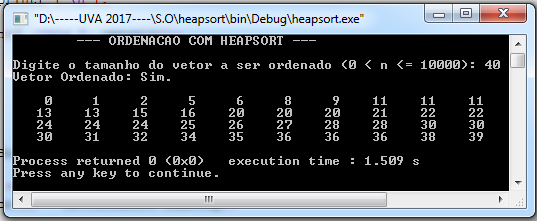 "D:\-----UVA 2017----\S.O\heapsort\bin\Debug\heapsort.exe"
--- ORDENACAO COM HEAPSORT ---
Digite o tamanho do vetor a ser ordenado (0 < n <= 10000): 40
Vetor Ordenado: Sim.
0 1 2 5 6 8 9 11 11 11
13 13 15 16 20 20 20 21 22 22
24 24 24 25 26 27 28 28 30 30
30 31 32 34 35 36 36 36 38 39
Process returned 0 (0x0) execution time : 1.509 s
Press any key to continue.